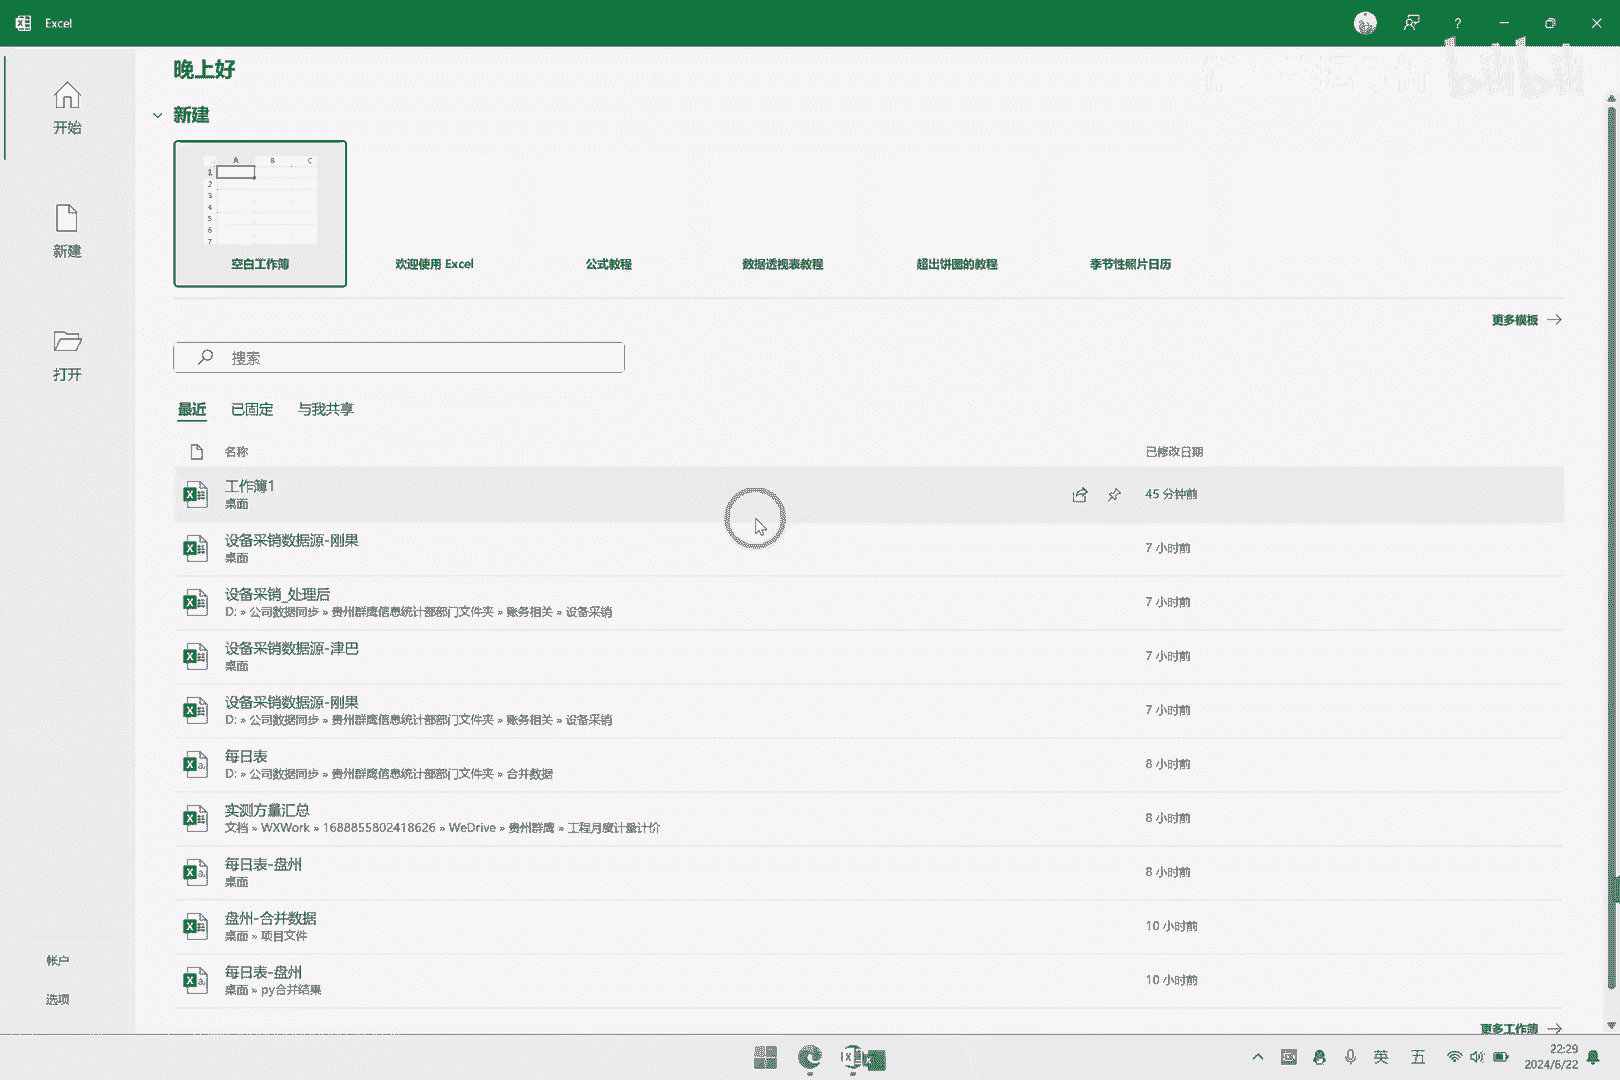 Excel
晚上好
bilibili
新建
开始
A B C
1
2
3
4
5
6
7
空白工作簿
欢迎使用 Excel
公式教程
数据透视表教程
超出饼图的教程
季节性照片日历
新建
更多模板
搜索
打开
最近 已固定 与我共享
名称 已修改日期
工作簿1
桌面
45 分钟前
设备采销数据源-刚果
桌面
7 小时前
设备采销_处理后
D: » 公司数据同步 » 贵州群鹰信息统计部部门文件夹 » 账务相关 » 设备采销
7 小时前
设备采销数据源-津巴
桌面
7 小时前
设备采销数据源-刚果
D: » 公司数据同步 » 贵州群鹰信息统计部部门文件夹 » 账务相关 » 设备采销
7 小时前
每日表
D: » 公司数据同步 » 贵州群鹰信息统计部部门文件夹 » 合并数据
8 小时前
实测方量汇总
文档 » WXWork » 1688855802418626 » WeDrive » 贵州群鹰 » 工程月度计量计价
8 小时前
每日表-盘州
桌面
8 小时前
盘州-合并数据
桌面 » 项目文件
10 小时前
每日表-盘州
桌面 » py合并结果
10 小时前
帐户
选项
更多工作簿
英 五
22:29
2024/6/22